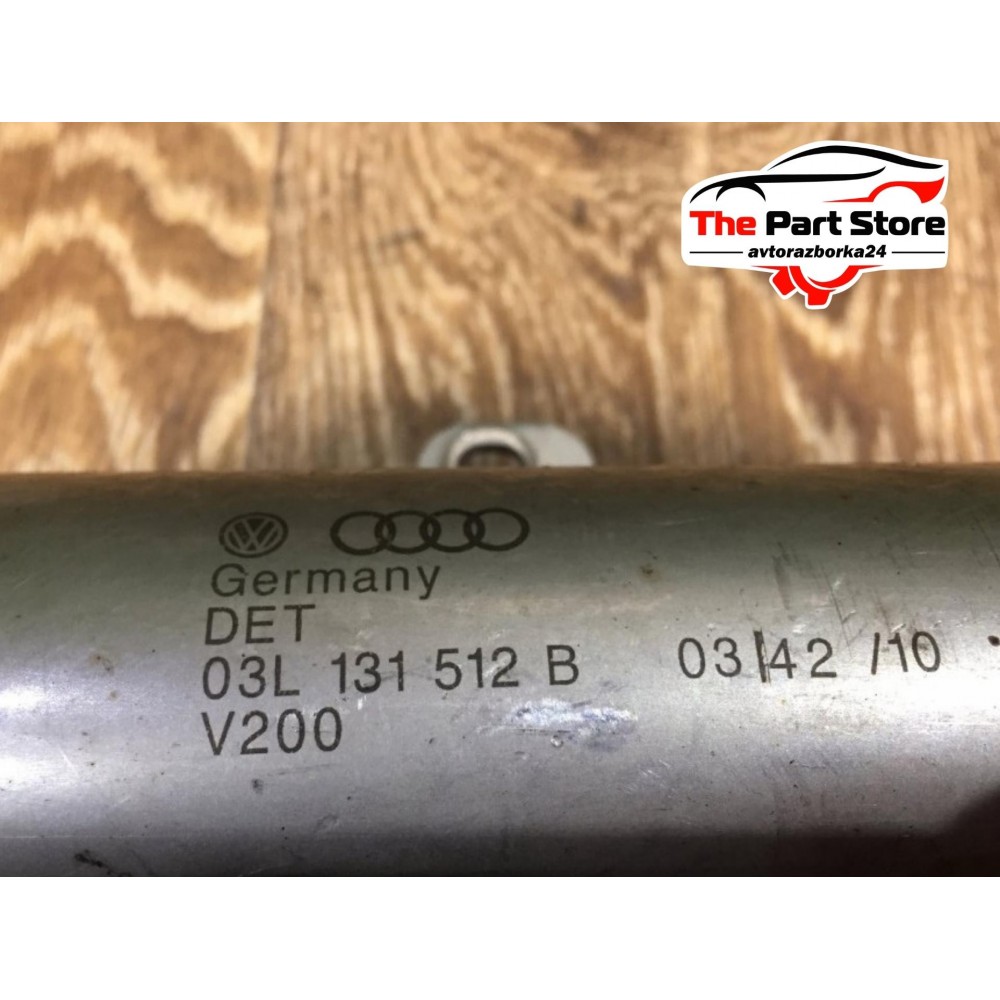 The Part Store
avtorazborka24
Germany
DET
03L 131 512 B 03|42 /10
V200